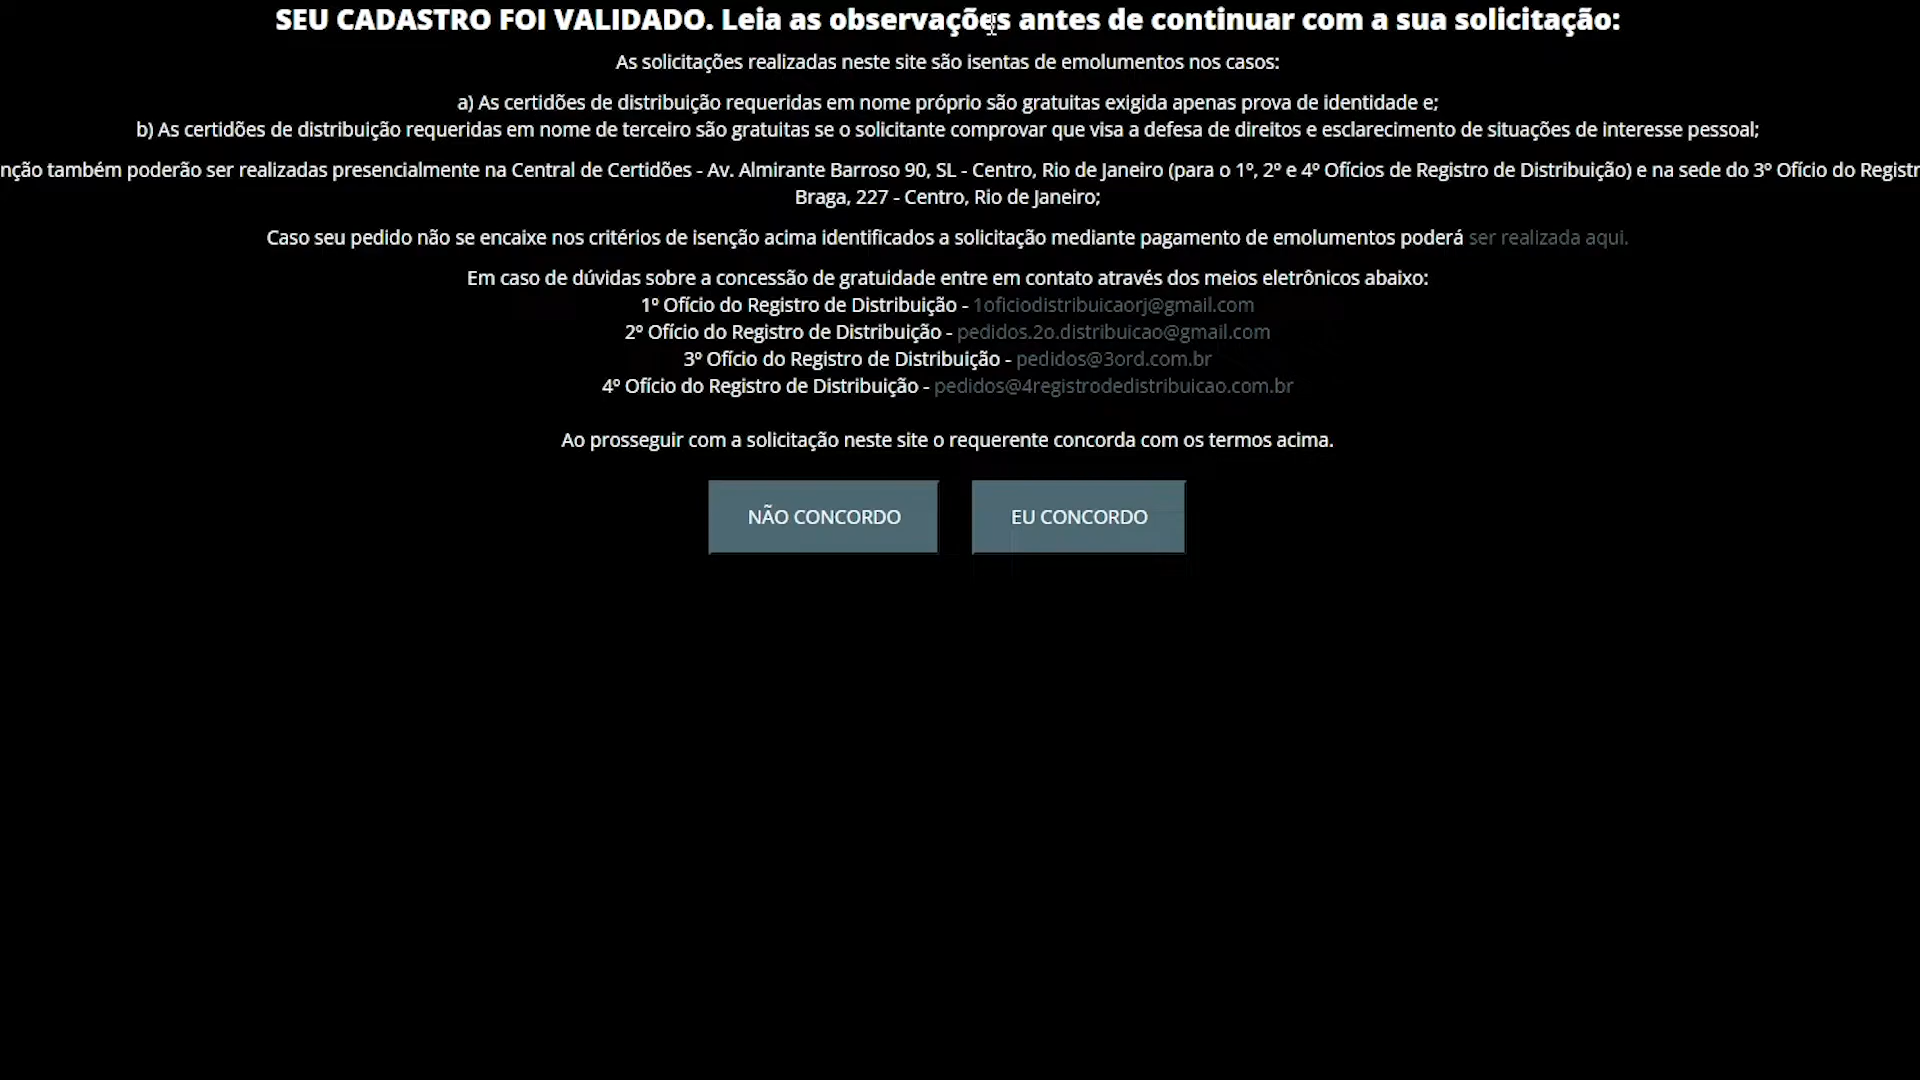 SEU CADASTRO FOI VALIDADO. Leia as observações antes de continuar com a sua solicitação:
As solicitações realizadas neste site são isentas de emolumentos nos casos:
a) As certidões de distribuição requeridas em nome próprio são gratuitas exigida apenas prova de identidade e;
b) As certidões de distribuição requeridas em nome de terceiro são gratuitas se o solicitante comprovar que visa a defesa de direitos e esclarecimento de situações de interesse pessoal;
nção também poderão ser realizadas presencialmente na Central de Certidões - Av. Almirante Barroso 90, SL - Centro, Rio de Janeiro (para o 1º, 2º e 4º Ofícios de Registro de Distribuição) e na sede do 3º Ofício do Registr
Braga, 227 - Centro, Rio de Janeiro;
Caso seu pedido não se encaixe nos critérios de isenção acima identificados a solicitação mediante pagamento de emolumentos poderá ser realizada aqui.
Em caso de dúvidas sobre a concessão de gratuidade entre em contato através dos meios eletrônicos abaixo:
1º Ofício do Registro de Distribuição - 1oficiodistribuicaorj@gmail.com
2º Ofício do Registro de Distribuição - pedidos.2o.distribuicao@gmail.com
3º Ofício do Registro de Distribuição - pedidos@3ord.com.br
4º Ofício do Registro de Distribuição - pedidos@4registrodedistribuicao.com.br
Ao prosseguir com a solicitação neste site o requerente concorda com os termos acima.
NÃO CONCORDO
EU CONCORDO